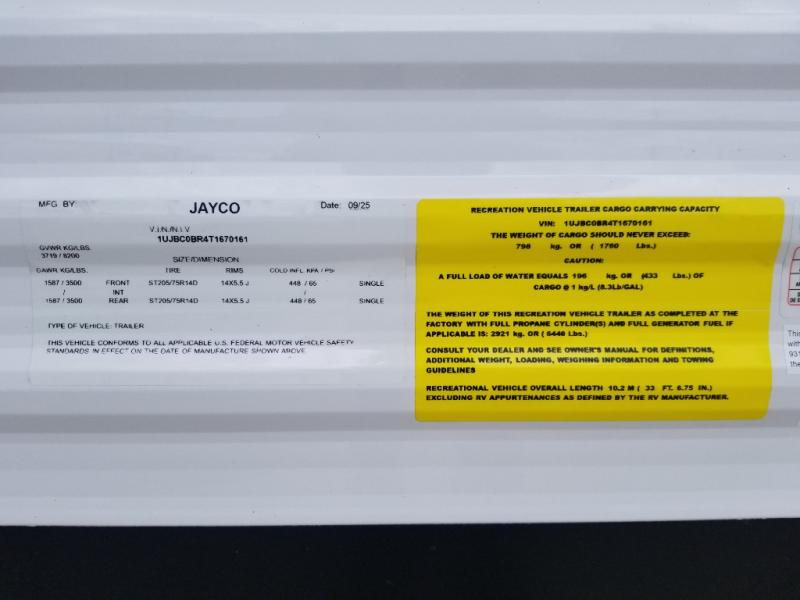 MFG BY: JAYCO Date: 09/25
V.I.N./N.I.V
1UJBC0BR4T1670161
GVWR KG/LBS.
3719 / 8200 SIZE/DIMENSION
GAWR KG/LBS. TIRE RIMS COLD INFL. KPA / PSI
1587 / 3500 FRONT ST205/75R14D 14X5.5 J 448 / 65 SINGLE
/ INT /
1587 / 3500 REAR ST205/75R14D 14X5.5 J 448 / 65 SINGLE
TYPE OF VEHICLE: TRAILER
THIS VEHICLE CONFORMS TO ALL APPLICABLE U.S. FEDERAL MOTOR VEHICLE SAFETY
STANDARDS IN EFFECT ON THE DATE OF MANUFACTURE SHOWN ABOVE.
RECREATION VEHICLE TRAILER CARGO CARRYING CAPACITY
VIN: 1UJBC0BR4T1670161
THE WEIGHT OF CARGO SHOULD NEVER EXCEED:
798 kg. OR ( 1760 Lbs.)
CAUTION:
A FULL LOAD OF WATER EQUALS 196 kg. OR (433 Lbs.) OF
CARGO @ 1 kg/L (8.3Lb/GAL)
THE WEIGHT OF THIS RECREATION VEHICLE TRAILER AS COMPLETED AT THE
FACTORY WITH FULL PROPANE CYLINDER(S) AND FULL GENERATOR FUEL IF
APPLICABLE IS: 2921 kg. OR ( 6440 Lbs.)
CONSULT YOUR DEALER AND SEE OWNER'S MANUAL FOR DEFINITIONS,
ADDITIONAL WEIGHT, LOADING, WEIGHING INFORMATION AND TOWING
GUIDELINES
RECREATIONAL VEHICLE OVERALL LENGTH 10.2 M ( 33 FT. 6.75 IN.)
EXCLUDING RV APPURTENANCES AS DEFINED BY THE RV MANUFACTURER.
This
with
931
the